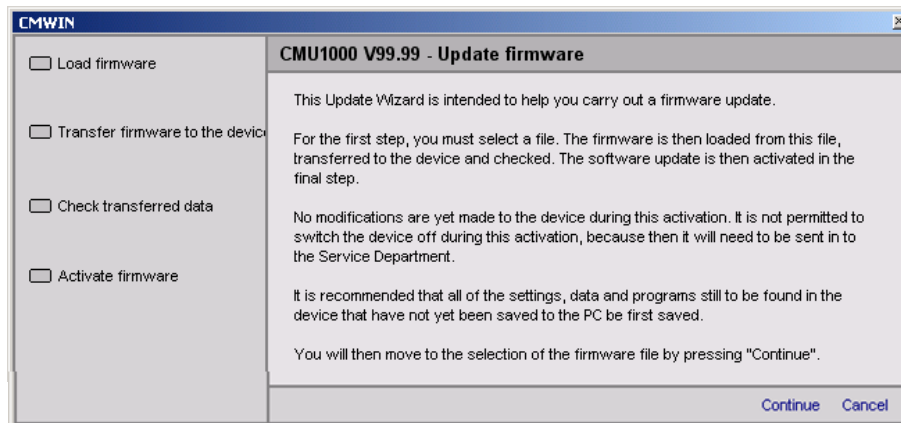 CMWIN
Load firmware
Transfer firmware to the device
Check transferred data
Activate firmware
CMU1000 V99.99 - Update firmware
This Update Wizard is intended to help you carry out a firmware update.
For the first step, you must select a file. The firmware is then loaded from this file,
transferred to the device and checked. The software update is then activated in the
final step.
No modifications are yet made to the device during this activation. It is not permitted to
switch the device off during this activation, because then it will need to be sent in to
the Service Department.
It is recommended that all of the settings, data and programs still to be found in the
device that have not yet been saved to the PC be first saved.
You will then move to the selection of the firmware file by pressing "Continue".
Continue Cancel